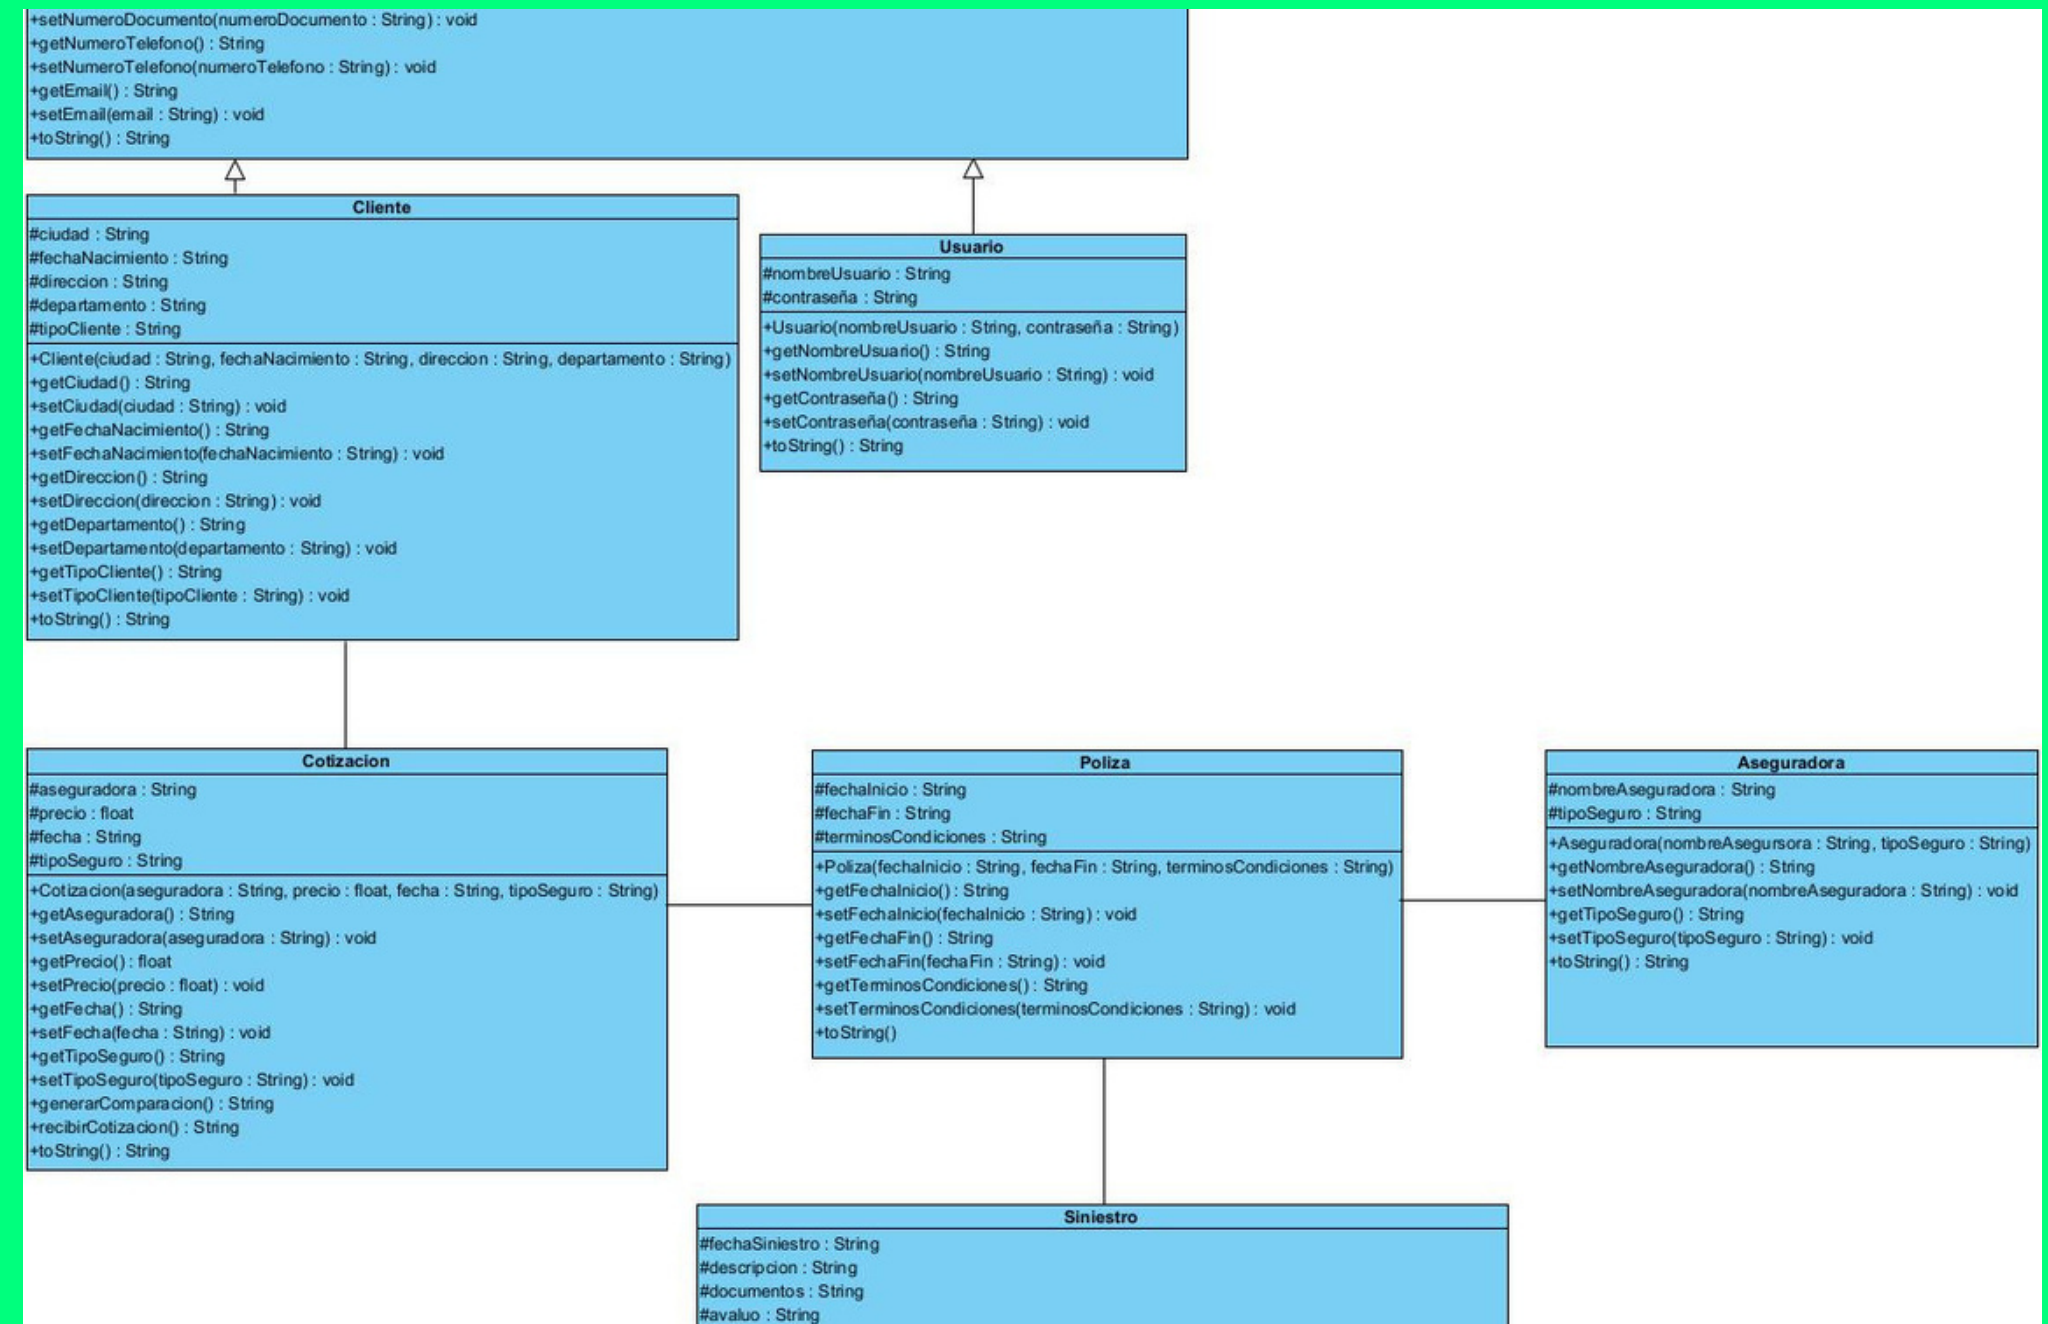 +setNumeroDocumento(numeroDocumento : String) : void
+getNumeroTelefono() : String
+setNumeroTelefono(numeroTelefono : String) : void
+getEmail() : String
+setEmail(email : String) : void
+toString() : String
Cliente
#ciudad : String
#fechaNacimiento : String
#direccion : String
#departamento : String
#tipoCliente : String
+Cliente(ciudad : String, fechaNacimiento : String, direccion : String, departamento : String)
+getCiudad() : String
+setCiudad(ciudad : String) : void
+getFechaNacimiento() : String
+setFechaNacimiento(fechaNacimiento : String) : void
+getDireccion() : String
+setDireccion(direccion : String) : void
+getDepartamento() : String
+setDepartamento(departamento : String) : void
+getTipoCliente() : String
+setTipoCliente(tipoCliente : String) : void
+toString() : String
Usuario
#nombreUsuario : String
#contraseña : String
+Usuario(nombreUsuario : String, contraseña : String)
+getNombreUsuario() : String
+setNombreUsuario(nombreUsuario : String) : void
+getContraseña() : String
+setContraseña(contraseña : String) : void
+toString() : String
Cotizacion
#aseguradora : String
#precio : float
#fecha : String
#tipoSeguro : String
+Cotizacion(aseguradora : String, precio : float, fecha : String, tipoSeguro : String)
+getAseguradora() : String
+setAseguradora(aseguradora : String) : void
+getPrecio() : float
+setPrecio(precio : float) : void
+getFecha() : String
+setFecha(fecha : String) : void
+getTipoSeguro() : String
+setTipoSeguro(tipoSeguro : String) : void
+generarComparacion() : String
+recibirCotizacion() : String
+toString() : String
Poliza
#fechaInicio : String
#fechaFin : String
#terminosCondiciones : String
+Poliza(fechaInicio : String, fechaFin : String, terminosCondiciones : String)
+getFechaInicio() : String
+setFechaInicio(fechaInicio : String) : void
+getFechaFin() : String
+setFechaFin(fechaFin : String) : void
+getTerminosCondiciones() : String
+setTerminosCondiciones(terminosCondiciones : String) : void
+toString()
Aseguradora
#nombreAseguradora : String
#tipoSeguro : String
+Aseguradora(nombreAsegursora : String, tipoSeguro : String)
+getNombreAseguradora() : String
+setNombreAseguradora(nombreAseguradora : String) : void
+getTipoSeguro() : String
+setTipoSeguro(tipoSeguro : String) : void
+toString() : String
Siniestro
#fechaSiniestro : String
#descripcion : String
#documentos : String
#avaluo : String